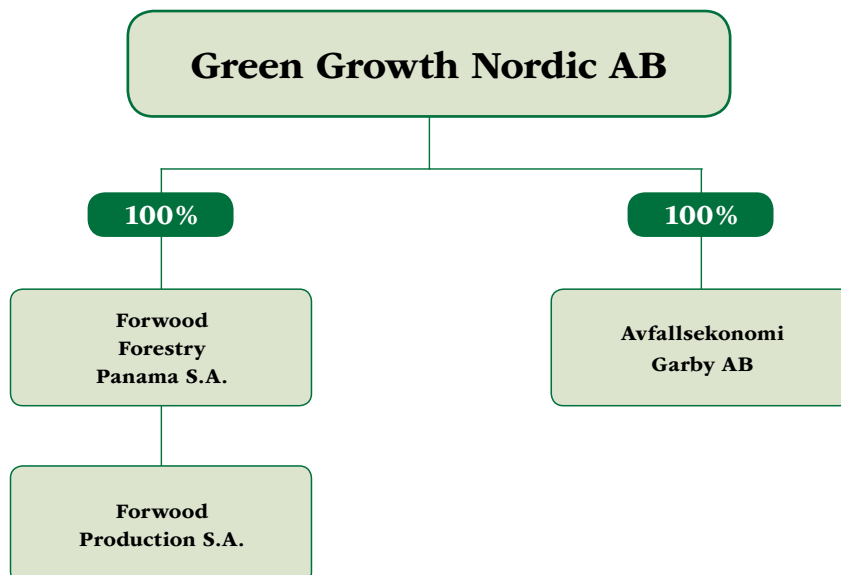 Green Growth Nordic AB
100%
100%
Forwood
Forestry
Panama S.A.
Avfallsekonomi
Garby AB
Forwood
Production S.A.